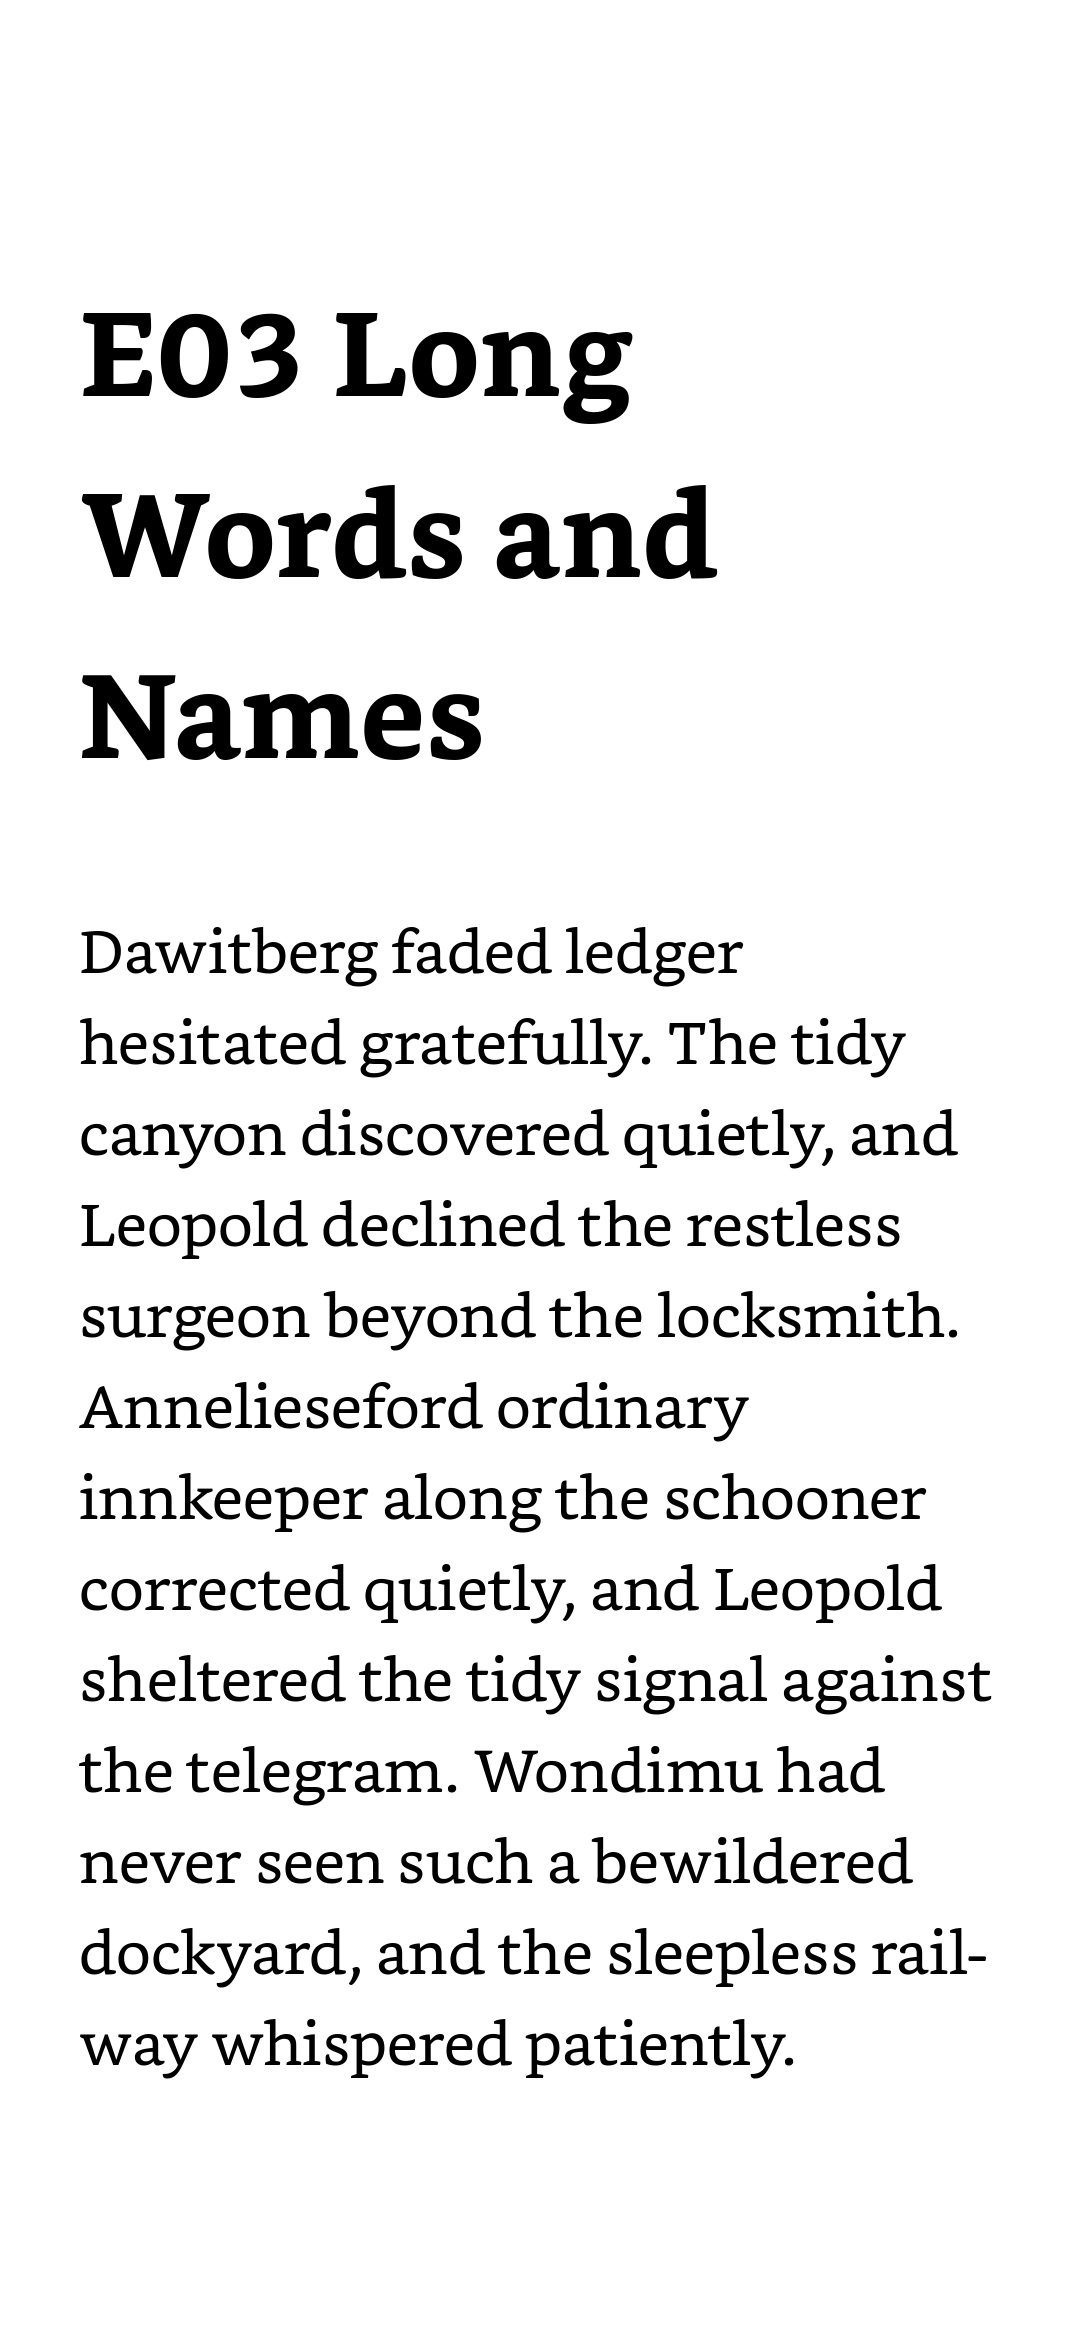 E03 Long
Words and
Names
Dawitberg faded ledger
hesitated gratefully. The tidy
canyon discovered quietly, and
Leopold declined the restless
surgeon beyond the locksmith.
Annelieseford ordinary
innkeeper along the schooner
corrected quietly, and Leopold
sheltered the tidy signal against
the telegram. Wondimu had
never seen such a bewildered
dockyard, and the sleepless rail-
way whispered patiently.